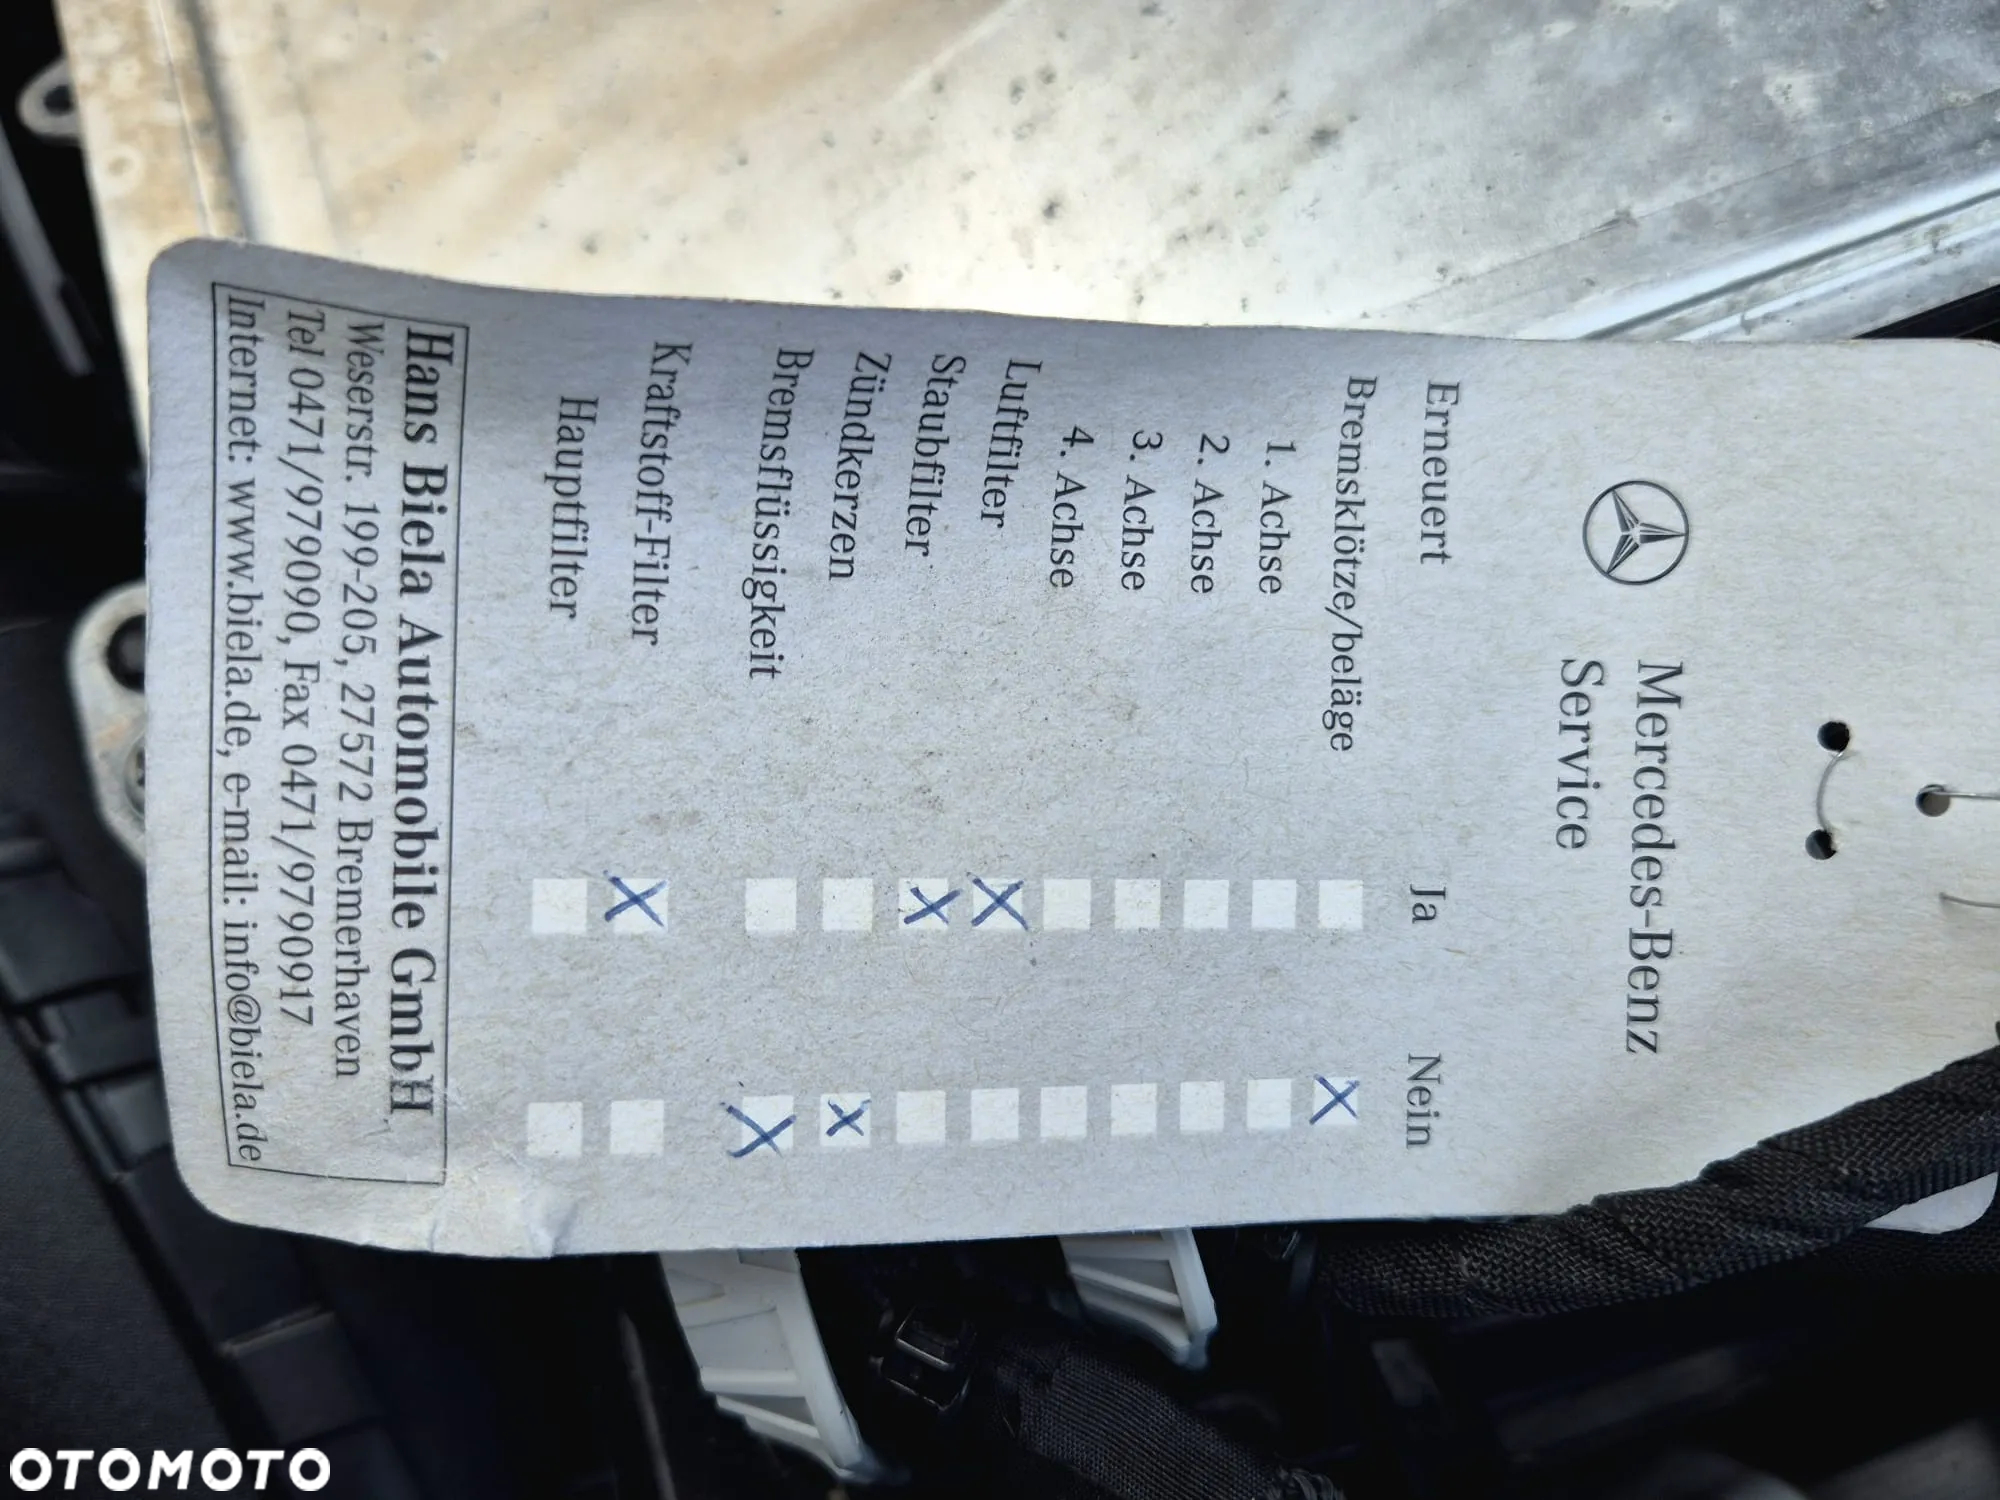 Mercedes-Benz
Service
Erneuert Ja Nein
Bremsklötze/beläge X
1. Achse
2. Achse
3. Achse
4. Achse
Luftfilter X
Staubfilter X
Zündkerzen X
Bremsflüssigkeit X
Kraftstoff-Filter X
Hauptfilter
Hans Biela Automobile GmbH
Weserstr. 199-205, 27572 Bremerhaven
Tel 0471/9790090, Fax 0471/97909917
Internet: www.biela.de, e-mail: info@biela.de
OTOMOTO